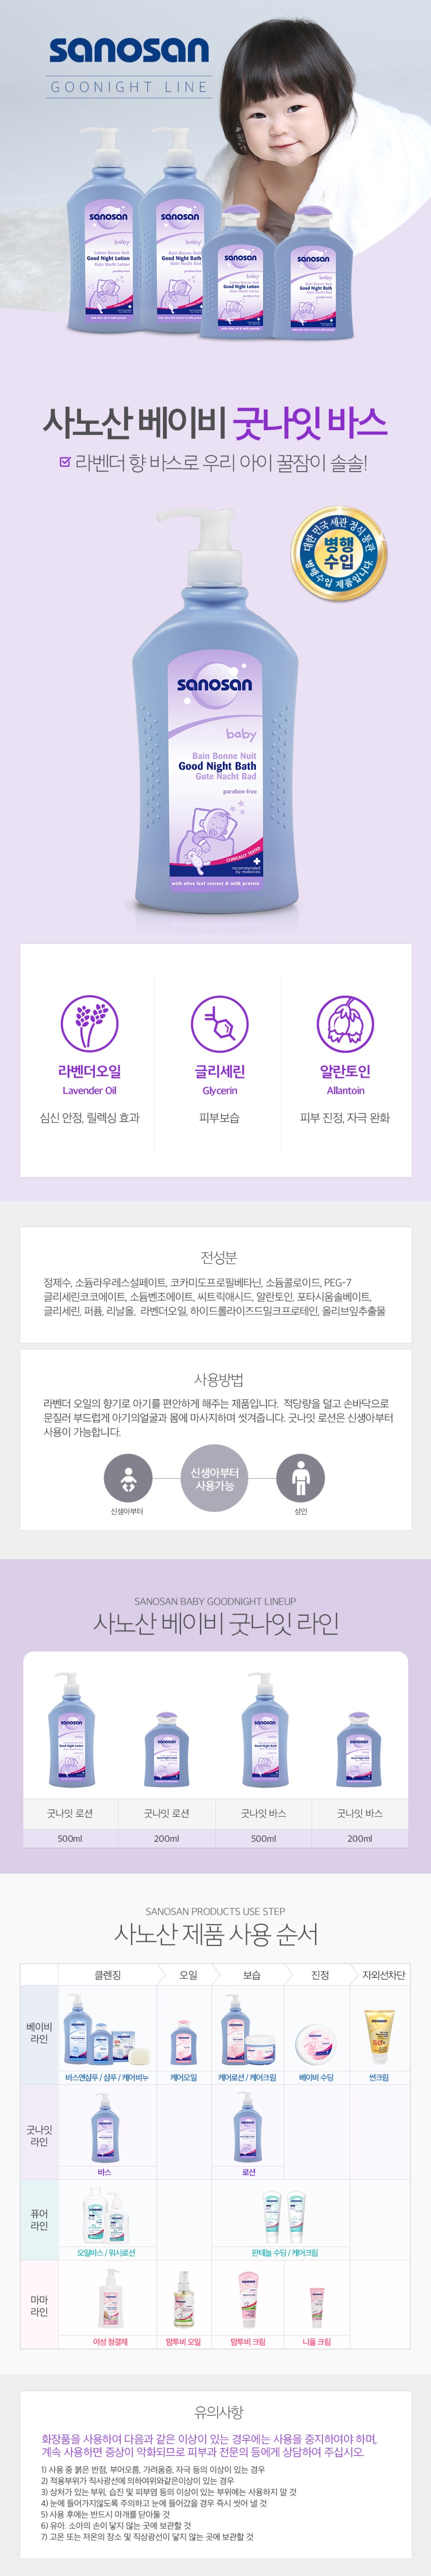 sanosan
GOONIGHT LINE
sanosan
baby
Good Night Lotion
sanosan
baby
Good Night Bath
sanosan
baby
Good Night Lotion
sanosan
baby
Good Night Bath
사노산 베이비 굿나잇 바스
라벤더 향 바스로 우리 아이 꿀잠이 솔솔!
대한민국 세관 정식 통관
병행
수입
병행수입 제품입니다.
sanosan
baby
Bain Bonne Nuit
Good Night Bath
Gute Nacht Bad
paraben-free
CLINICALLY TESTED
recommended
by midwives
with olive leaf extract & milk protein
라벤더오일
Lavender Oil
심신 안정, 릴렉싱 효과
글리세린
Glycerin
피부보습
알란토인
Allantoin
피부 진정, 자극 완화
전성분
정제수, 소듐라우레스설페이트, 코카미도프로필베타닌, 소듐콜로이드, PEG-7
글리세린코코에이트, 소듐벤조에이트, 씨트릭애시드, 알란토인, 포타시움솔베이트,
글리세린, 퍼퓸, 리날울, 라벤더오일, 하이드롤라이즈드밀크프로테인, 올리브잎추출물
사용방법
라벤더 오일의 향기로 아기를 편안하게 해주는 제품입니다. 적당량을 덜고 손바닥으로
문질러 부드럽게 아기의얼굴과 몸에 마사지하며 씻겨줍니다. 굿나잇 로션은 신생아부터
사용이 가능합니다.
신생아부터
사용가능
신생아부터
성인
SANOSAN BABY GOODNIGHT LINEUP
사노산 베이비 굿나잇 라인
굿나잇 로션
굿나잇 로션
굿나잇 바스
굿나잇 바스
500ml
200ml
500ml
200ml
SANOSAN PRODUCTS USE STEP
사노산 제품 사용 순서
클렌징
오일
보습
진정
자외선차단
베이비
라인
바스앤샴푸 / 샴푸 / 케어비누
케어오일
케어로션 / 케어크림
베이비 수딩
썬크림
굿나잇
라인
바스
로션
퓨어
라인
오일바스 / 워시로션
판테놀 수딩 / 케어크림
마마
라인
여성 청결제
맘투비 오일
맘투비 크림
니플 크림
유의사항
화장품을 사용하여 다음과 같은 이상이 있는 경우에는 사용을 중지하여야 하며,
계속 사용하면 증상이 악화되므로 피부과 전문의 등에게 상담하여 주십시오.
1) 사용 중 붉은 반점, 부어오름, 가려움증, 자극 등의 이상이 있는 경우
2) 적용부위가 직사광선에 의하여위와같은이상이 있는 경우
3) 상처가 있는 부위, 습진 및 피부염 등의 이상이 있는 부위에는 사용하지 말 것
4) 눈에 들어가지않도록 주의하고 눈에 들어갔을 경우 즉시 씻어 낼 것
5) 사용 후에는 반드시 마개를 닫아둘 것
6) 유아. 소아의 손이 닿지 않는 곳에 보관할 것
7) 고온 또는 저온의 장소 및 직상광선이 닿지 않는 곳에 보관할 것